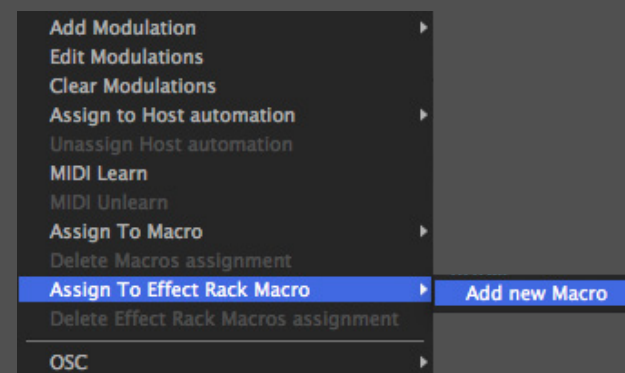 Add Modulation
Edit Modulations
Clear Modulations
Assign to Host automation
Unassign Host automation
MIDI Learn
MIDI Unlearn
Assign To Macro
Delete Macros assignment
Assign To Effect Rack Macro
Add new Macro
Delete Effect Rack Macros assignment
OSC